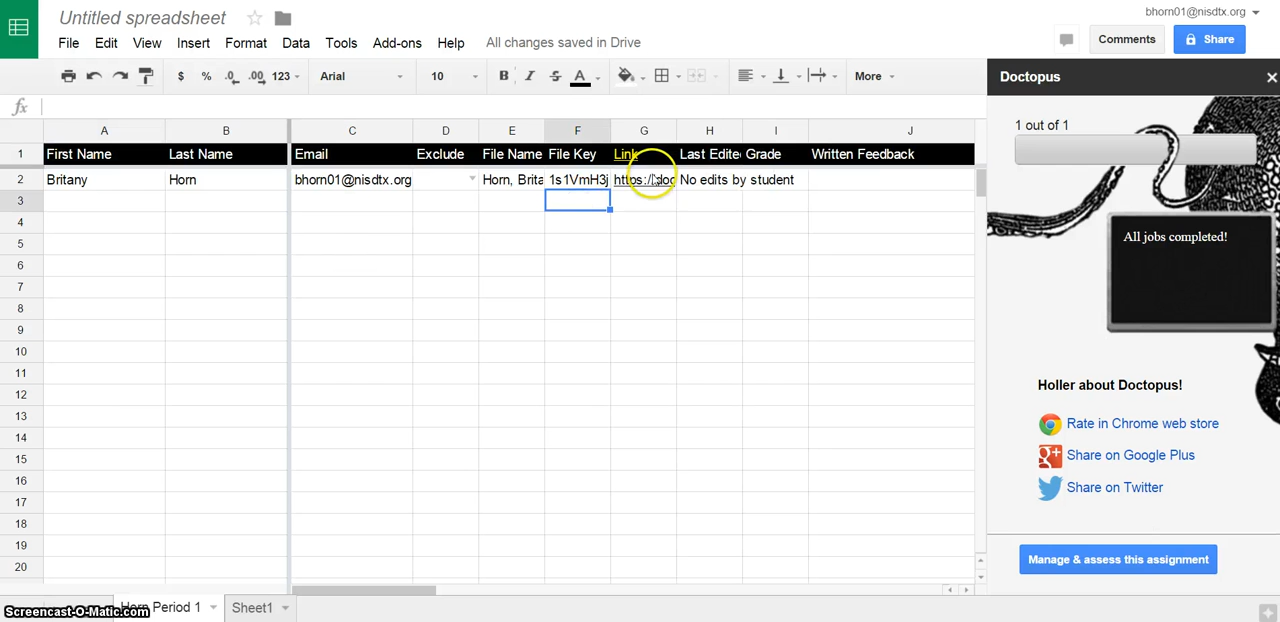 Untitled spreadsheet
bhorn01@nisdtx.org
File Edit View Insert Format Data Tools Add-ons Help All changes saved in Drive
Comments Share
$ % .0 .00 123 Arial 10 B I S A More
Doctopus
fx
A B C D E F G H I J
1 First Name Last Name Email Exclude File Name File Key Link Last Edite Grade Written Feedback
2 Britany Horn bhorn01@nisdtx.org Horn, Brita 1s1VmH3j https://doc No edits by student
3
4
5
6
7
8
9
10
11
12
13
14
15
16
17
18
19
20
1 out of 1
All jobs completed!
Holler about Doctopus!
Rate in Chrome web store
Share on Google Plus
Share on Twitter
Manage & assess this assignment
Screencast-O-Matic.com
Horn Period 1 Sheet1